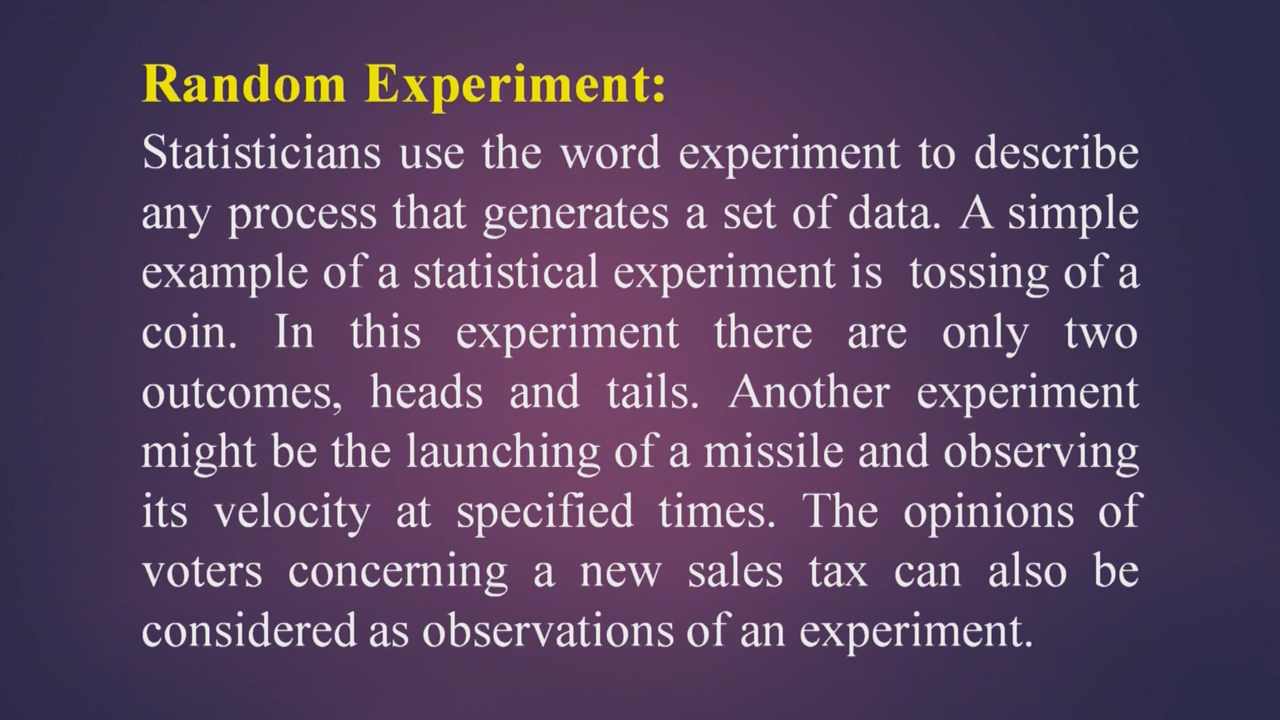 Random Experiment:
Statisticians use the word experiment to describe
any process that generates a set of data. A simple
example of a statistical experiment is  tossing of a
coin. In this experiment there are only two
outcomes, heads and tails. Another experiment
might be the launching of a missile and observing
its velocity at specified times. The opinions of
voters concerning a new sales tax can also be
considered as observations of an experiment.